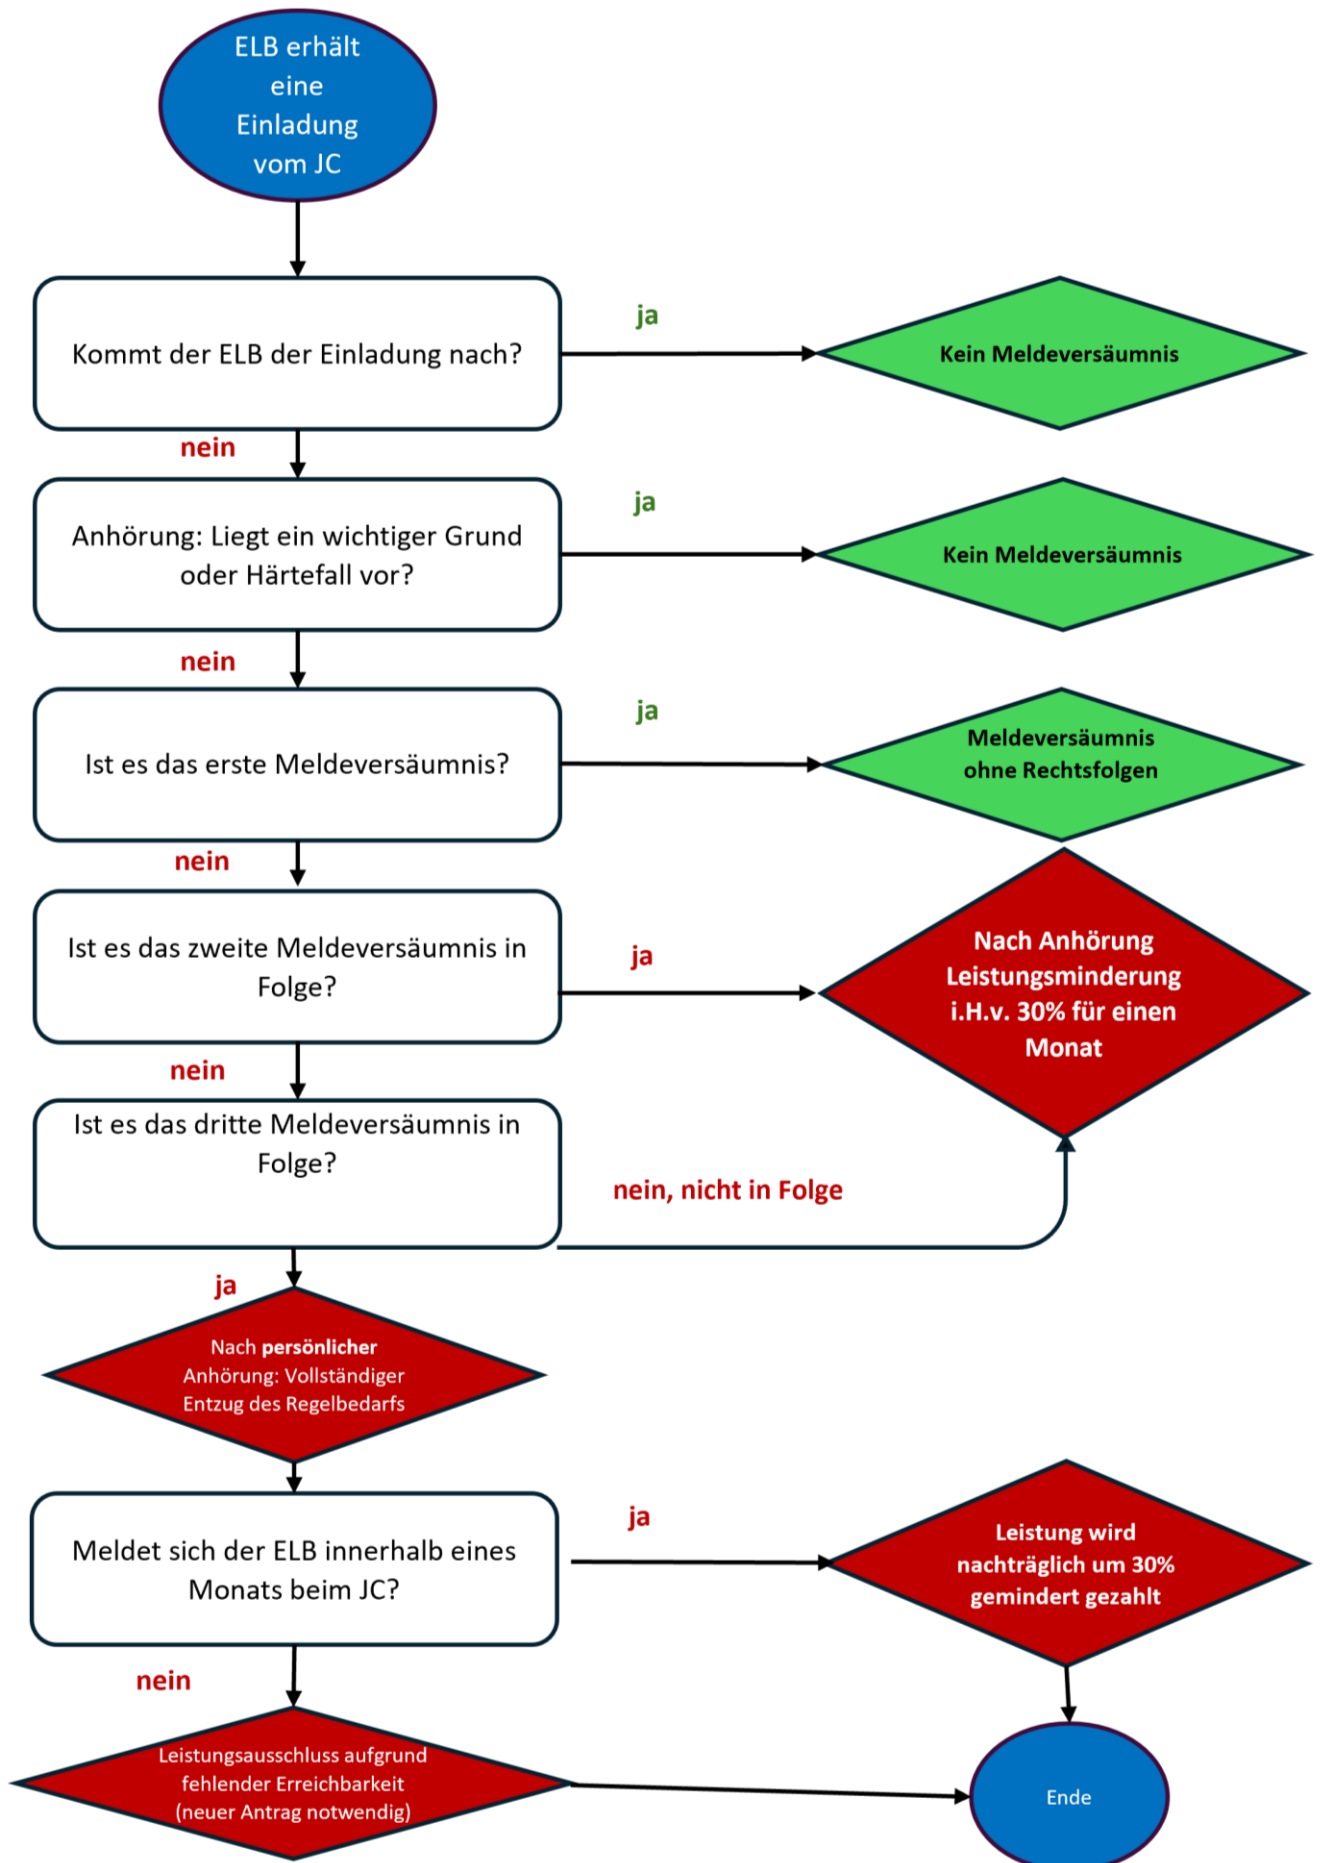 ELB erhält
eine
Einladung
vom JC
Kommt der ELB der Einladung nach?
ja
Kein Meldeversäumnis
nein
Anhörung: Liegt ein wichtiger Grund
oder Härtefall vor?
ja
Kein Meldeversäumnis
nein
Ist es das erste Meldeversäumnis?
ja
Meldeversäumnis
ohne Rechtsfolgen
nein
Ist es das zweite Meldeversäumnis in
Folge?
ja
Nach Anhörung
Leistungsminderung
i.H.v. 30% für einen
Monat
nein
Ist es das dritte Meldeversäumnis in
Folge?
nein, nicht in Folge
ja
Nach persönlicher
Anhörung: Vollständiger
Entzug des Regelbedarfs
Meldet sich der ELB innerhalb eines
Monats beim JC?
ja
Leistung wird
nachträglich um 30%
gemindert gezahlt
nein
Leistungsausschluss aufgrund
fehlender Erreichbarkeit
(neuer Antrag notwendig)
Ende